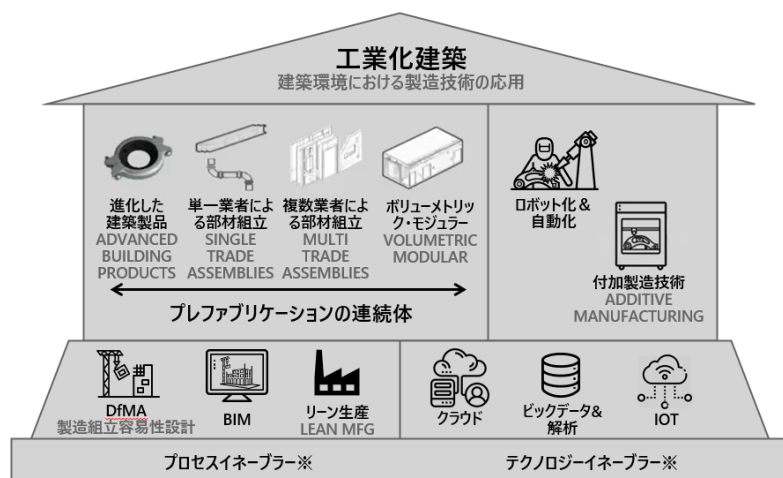 工業化建築
建築環境における製造技術の応用
進化した
建築製品
ADVANCED
BUILDING
PRODUCTS
単一業者によ
る部材組立
SINGLE
TRADE
ASSEMBLIES
複数業者によ
る部材組立
MULTI
TRADE
ASSEMBLIES
ボリューメトリッ
ク・モジュラー
VOLUMETRIC
MODULAR
プレファブリケーションの連続体
ロボット化&
自動化
付加製造技術
ADDITIVE
MANUFACTURING
DfMA
製造組立容易性設計
BIM
リーン生産
LEAN MFG
クラウド
ビックデータ&
解析
IOT
プロセスイネーブラー※
テクノロジーイネーブラー※